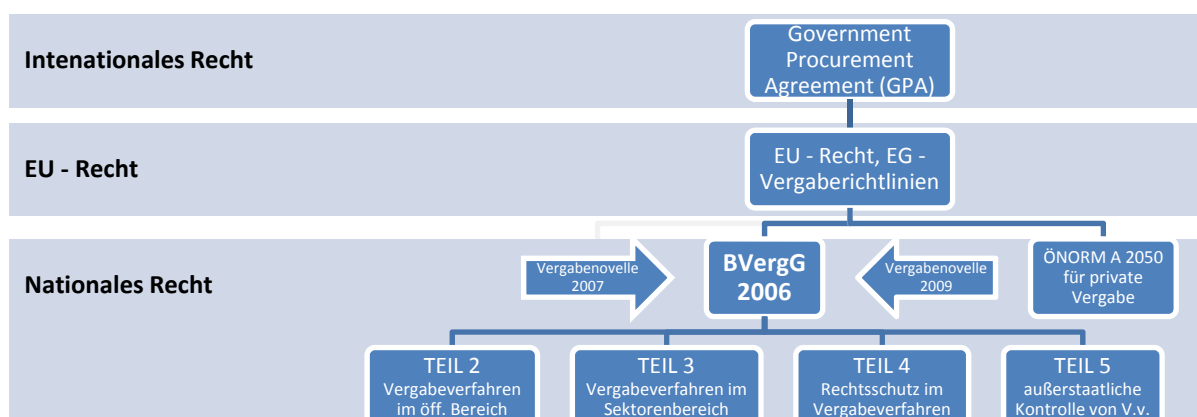 Intenationales Recht
Government
Procurement
Agreement (GPA)
EU - Recht
EU - Recht, EG -
Vergaberichtlinien
Nationales Recht
Vergabenovelle
2007
BVergG
2006
Vergabenovelle
2009
ÖNORM A 2050
für private
Vergabe
TEIL 2
Vergabeverfahren
im öff. Bereich
TEIL 3
Vergabeverfahren im
Sektorenbereich
TEIL 4
Rechtsschutz im
Vergabeverfahren
TEIL 5
außerstaatliche
Kontrolle von V.v.